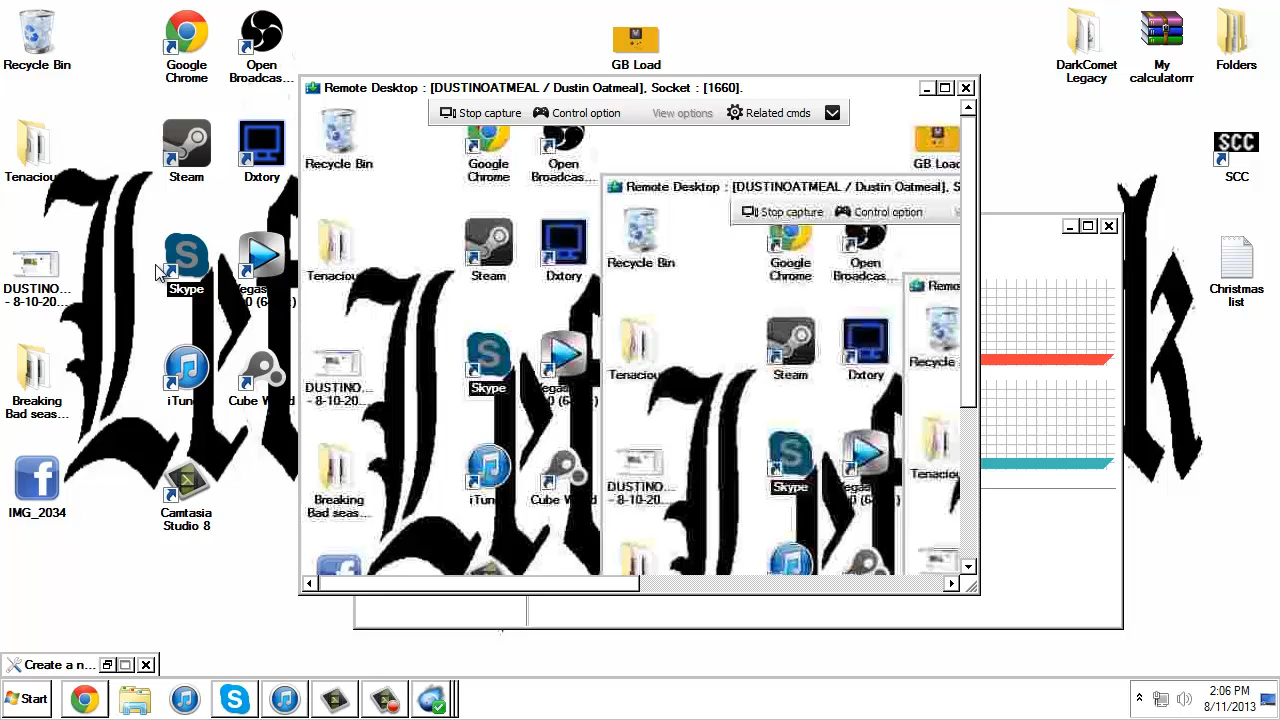 Recycle Bin
Google
Chrome
Open
Broadcas...
GB Load
DarkComet
Legacy
My
calculatorrr
Folders
Tenaciou
Steam
Dxtory
SCC
SCC
DUSTINO...
- 8-10-20...
Skype
Christmas
list
Breaking
Bad seas...
iTun
Cube W
IMG_2034
Camtasia
Studio 8
Remote Desktop : [DUSTINOATMEAL / Dustin Oatmeal], Socket : [1660].
Stop capture
Control option
View options
Related cmds
Recycle Bin
Google
Chrome
Open
Broadcas...
GB Load
Tenaciou
Steam
Dxtory
DUSTINO...
- 8-10-20...
Skype
Breaking
Bad seas...
iTun
Cube W
Remote Desktop : [DUSTINOATMEAL / Dustin Oatmeal], S
Stop capture
Control option
Recycle Bin
Google
Chrome
Open
Broadcas...
Remo
Tenaciou
Steam
Dxtory
Recycle
DUSTINO...
- 8-10-20...
Skype
Tenaciou
Create a n...
Start
2:06 PM
8/11/2013